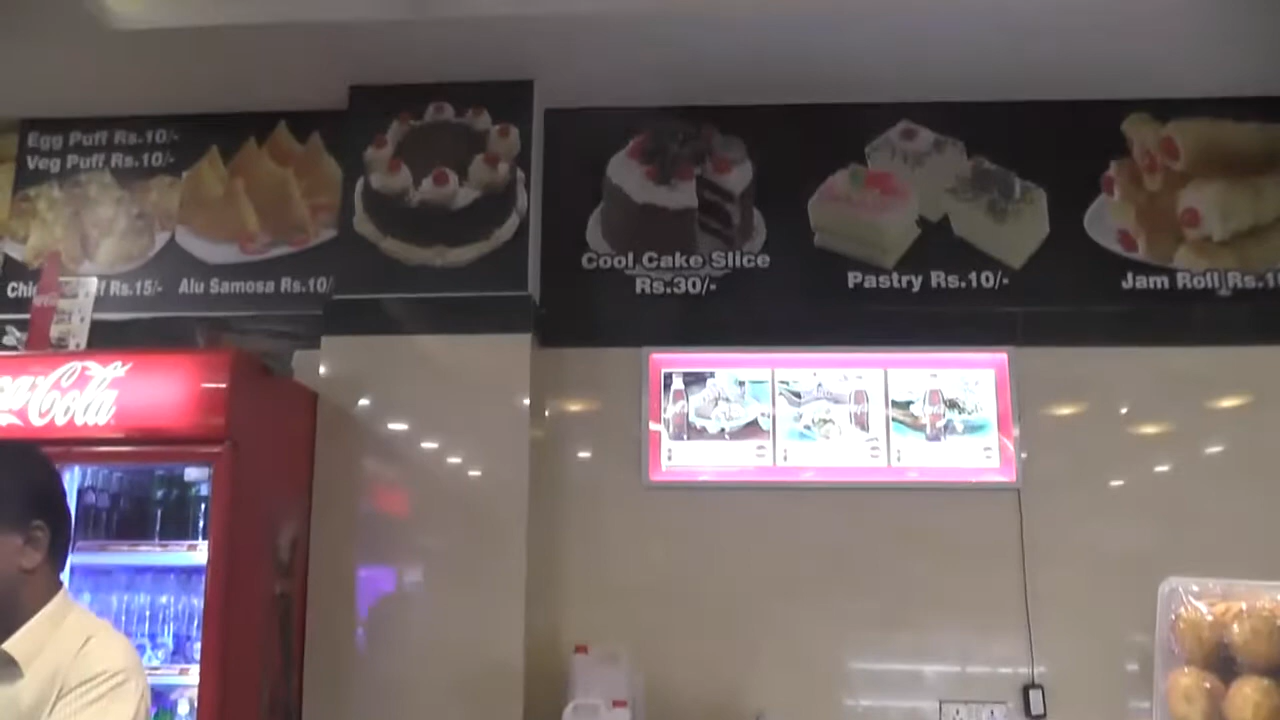 Egg Puff Rs.10/-
Veg Puff Rs.10/-
Rs.15/-
Alu Samosa Rs.10/
Cool Cake Slice
Rs.30/-
Pastry Rs.10/-
Jam Roll
Cola